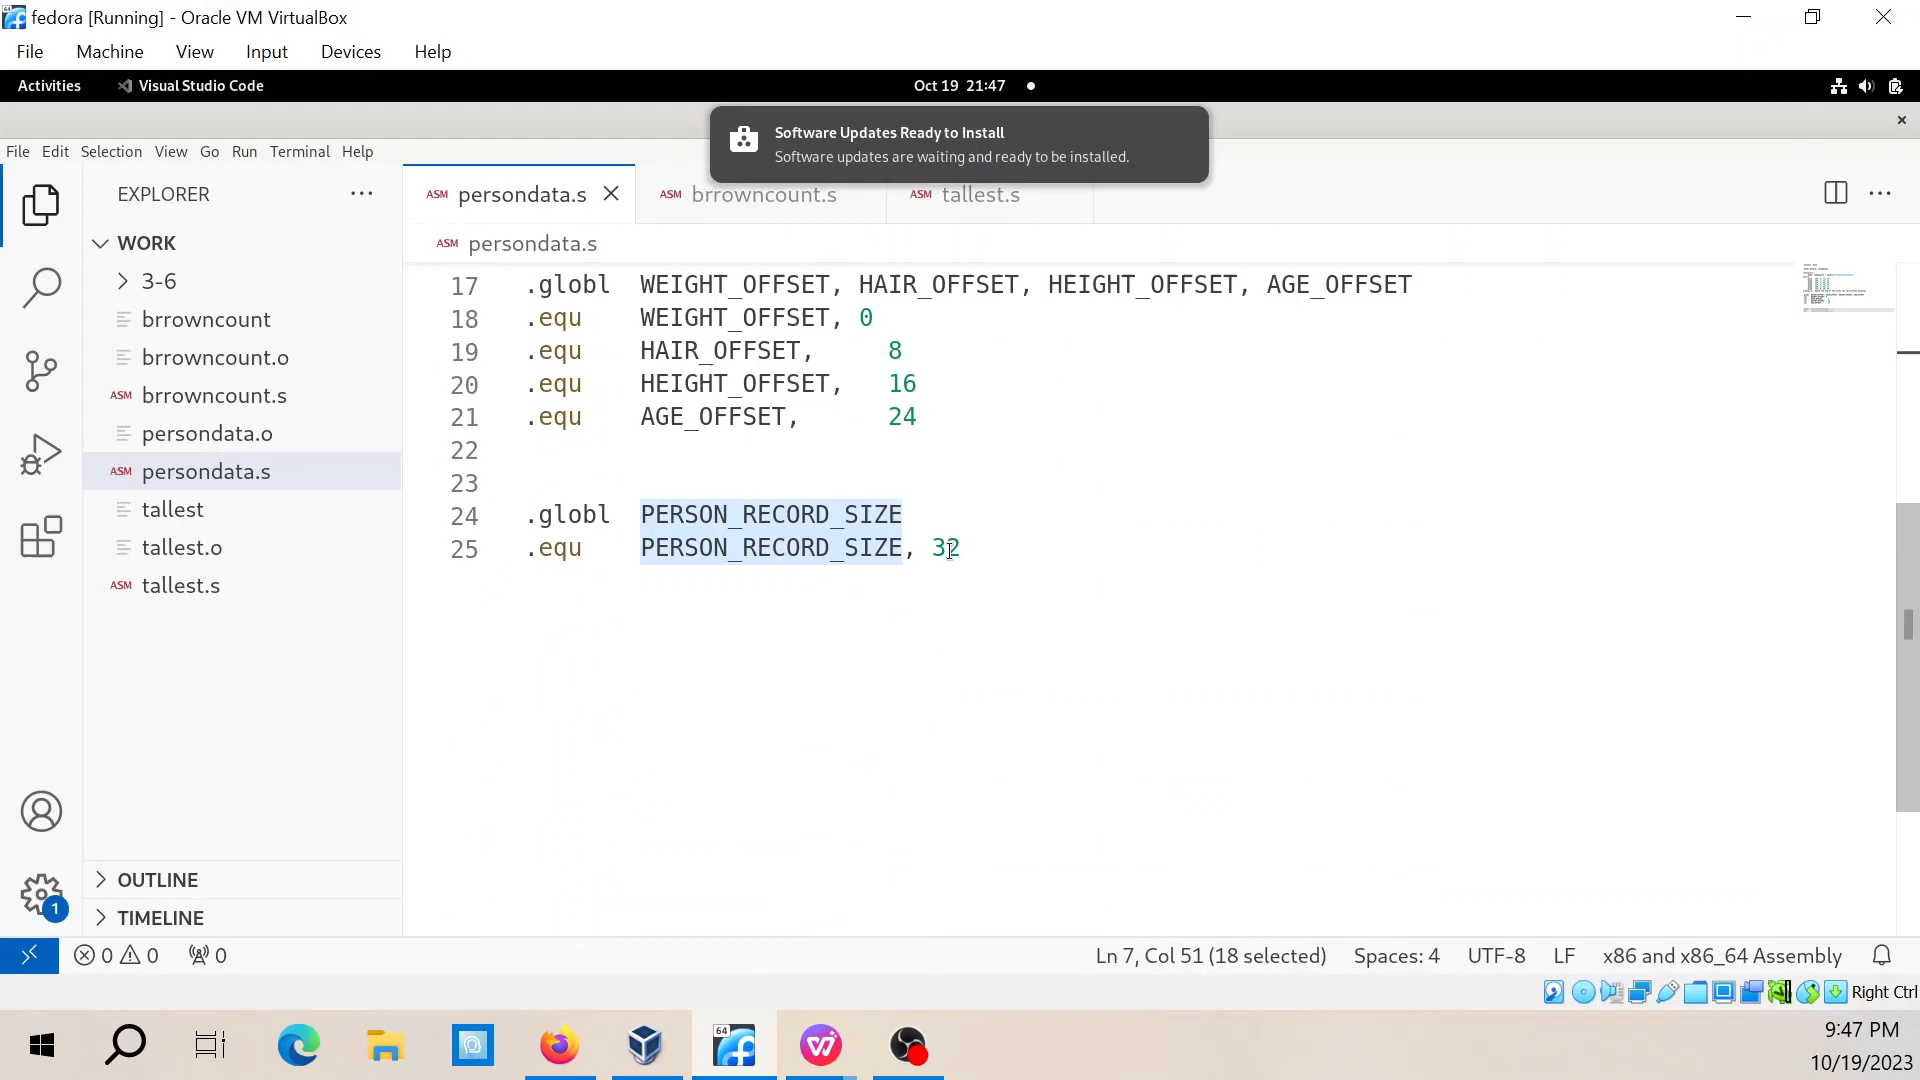 fedora [Running] - Oracle VM VirtualBox
File Machine View Input Devices Help
Activities Visual Studio Code Oct 19 21:47
Software Updates Ready to Install
Software updates are waiting and ready to be installed.
File Edit Selection View Go Run Terminal Help
EXPLORER
ASM persondata.s ASM brrowncount.s ASM tallest.s
ASM persondata.s
WORK
3-6
brrowncount
brrowncount.o
ASM brrowncount.s
persondata.o
ASM persondata.s
tallest
tallest.o
ASM tallest.s
OUTLINE
TIMELINE
17 .globl WEIGHT_OFFSET, HAIR_OFFSET, HEIGHT_OFFSET, AGE_OFFSET
18 .equ WEIGHT_OFFSET, 0
19 .equ HAIR_OFFSET, 8
20 .equ HEIGHT_OFFSET, 16
21 .equ AGE_OFFSET, 24
22
23
24 .globl PERSON_RECORD_SIZE
25 .equ PERSON_RECORD_SIZE, 32
1
0 0 0 Ln 7, Col 51 (18 selected) Spaces: 4 UTF-8 LF x86 and x86_64 Assembly
Right Ctrl
64
9:47 PM
10/19/2023